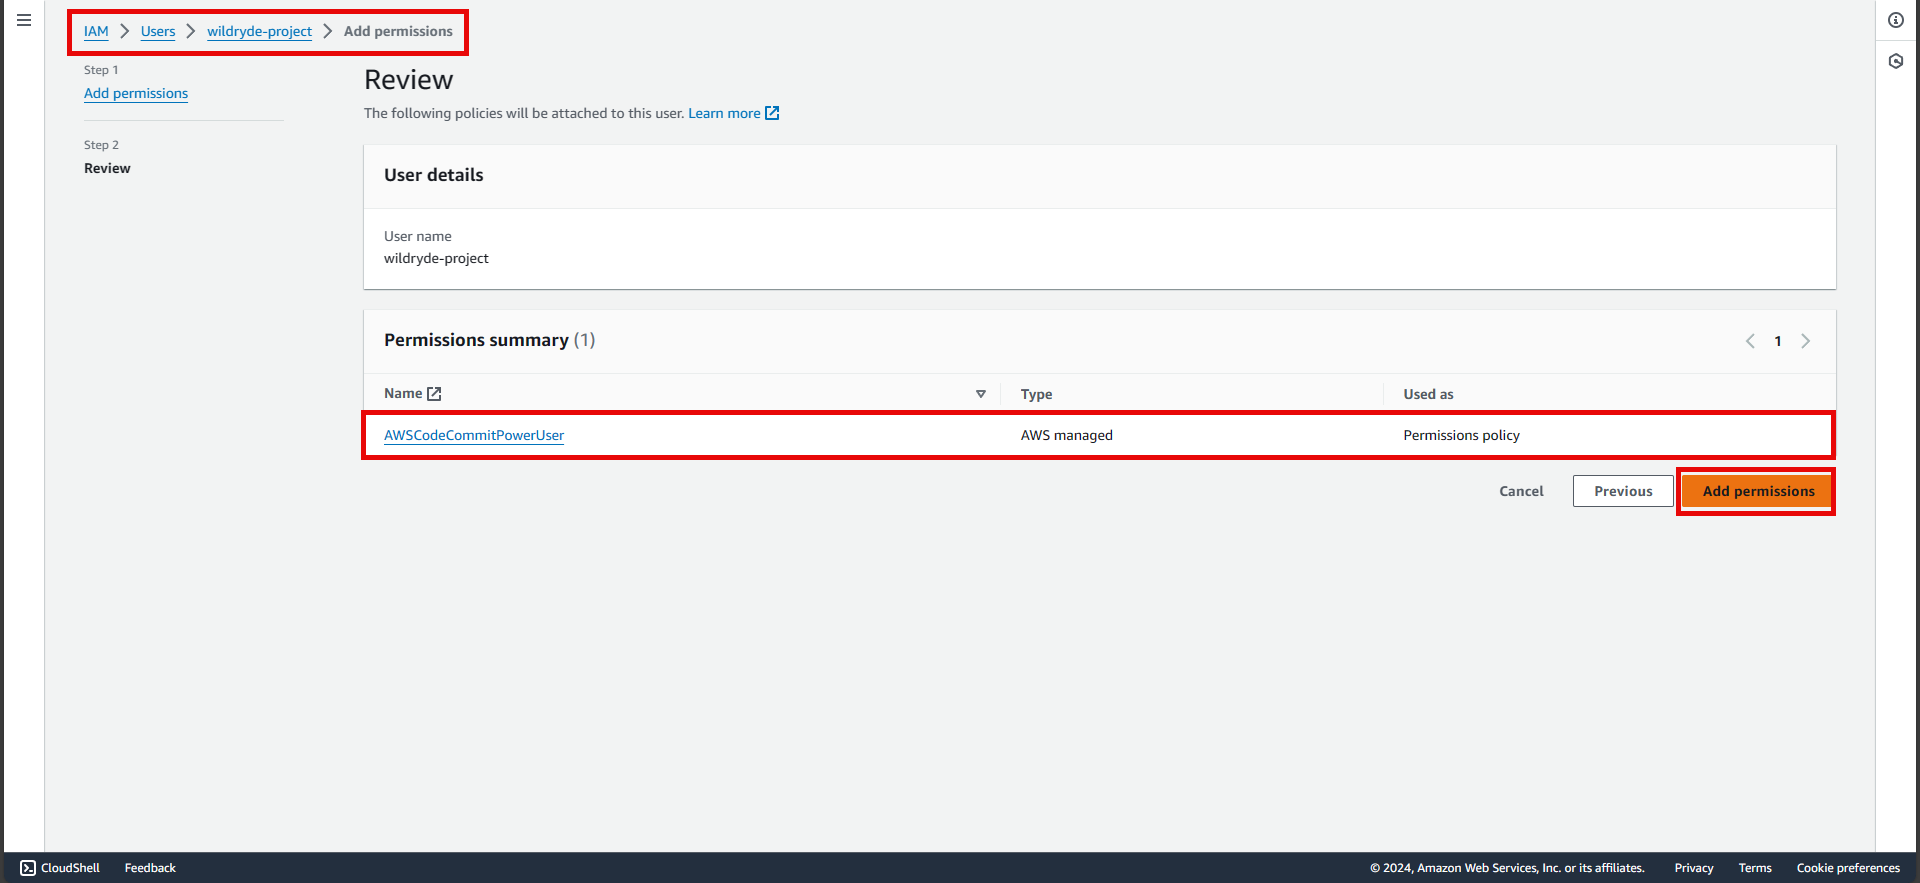 IAM > Users > wildryde-project > Add permissions
Step 1
Add permissions
Step 2
Review
Review
The following policies will be attached to this user. Learn more
User details
User name
wildryde-project
Permissions summary (1)
1
Name Type Used as
AWSCodeCommitPowerUser AWS managed Permissions policy
Cancel Previous Add permissions
CloudShell Feedback © 2024, Amazon Web Services, Inc. or its affiliates. Privacy Terms Cookie preferences